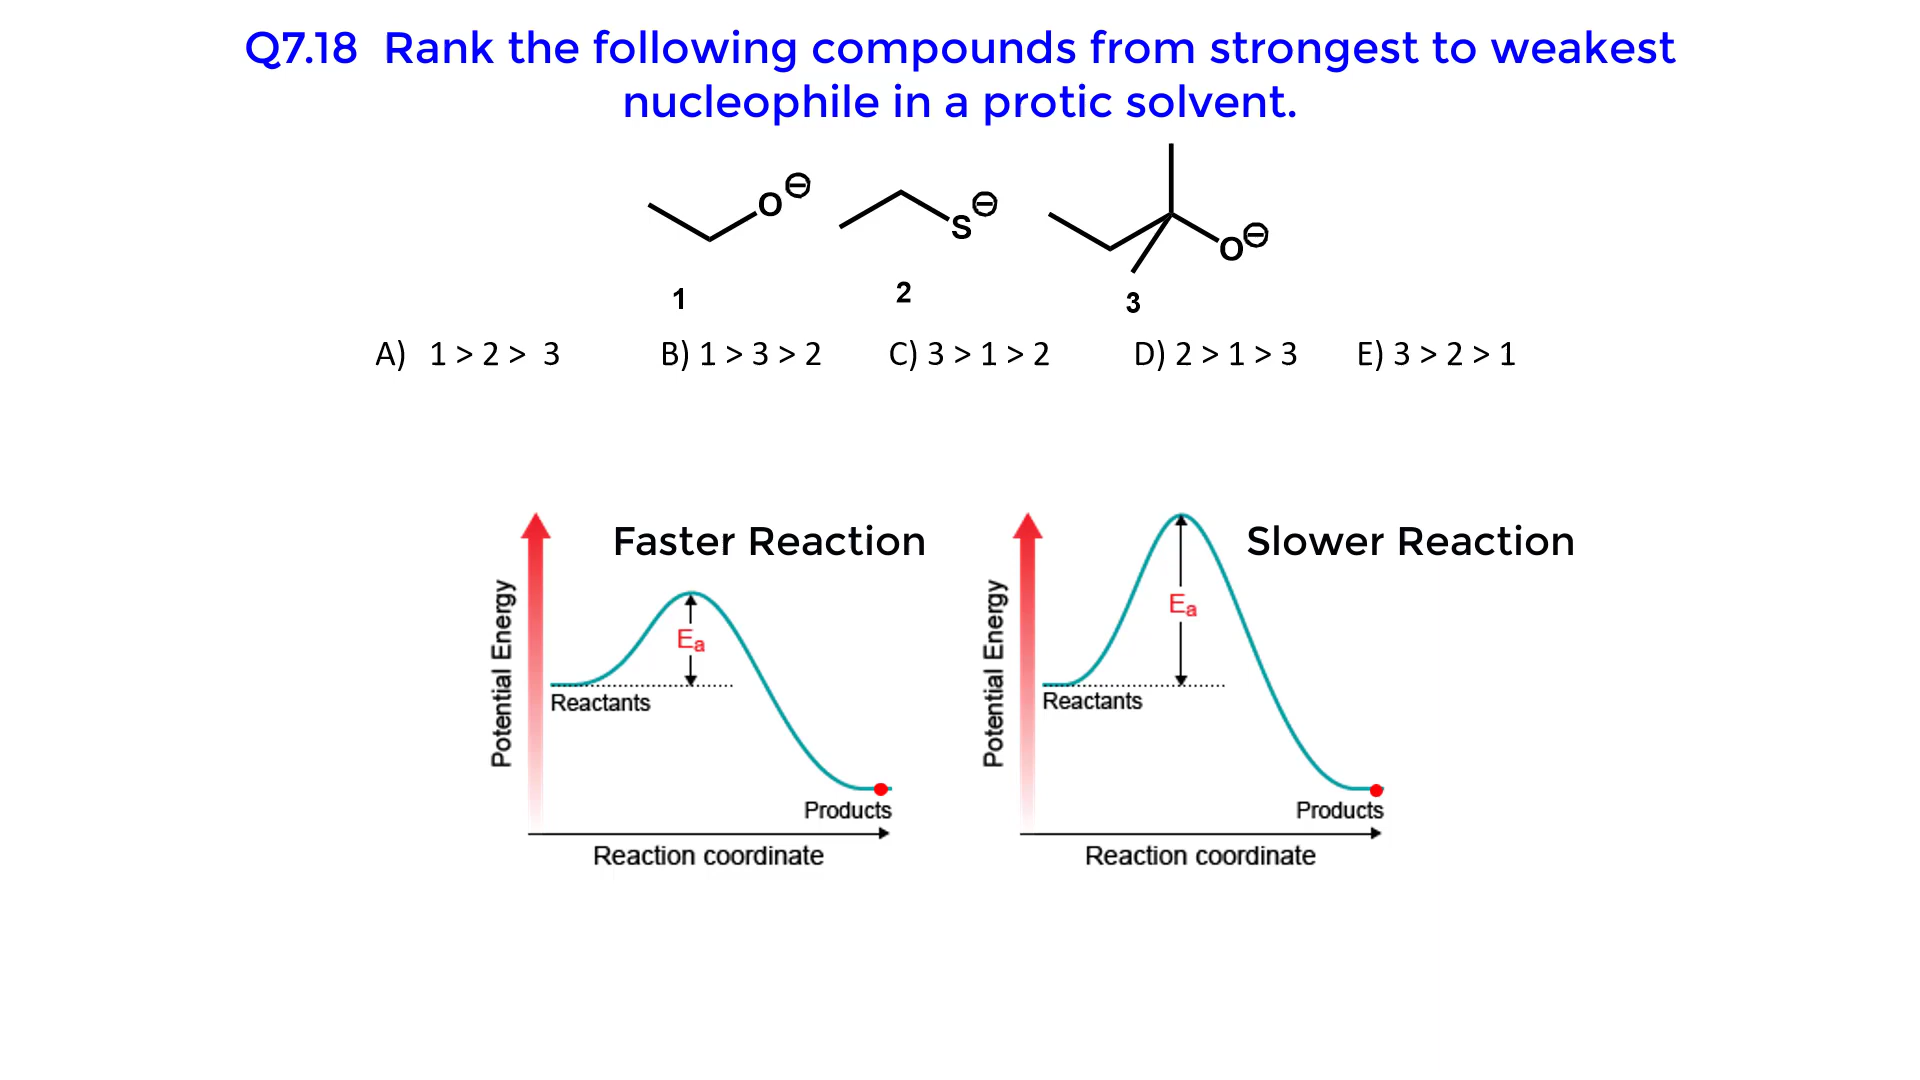 Q7.18 Rank the following compounds from strongest to weakest
nucleophile in a protic solvent.
O⊖ S⊖ O⊖
1 2 3
A) 1 > 2 > 3 B) 1 > 3 > 2 C) 3 > 1 > 2 D) 2 > 1 > 3 E) 3 > 2 > 1
Faster Reaction
Potential Energy
Ea
Reactants
Products
Reaction coordinate
Slower Reaction
Potential Energy
Ea
Reactants
Products
Reaction coordinate